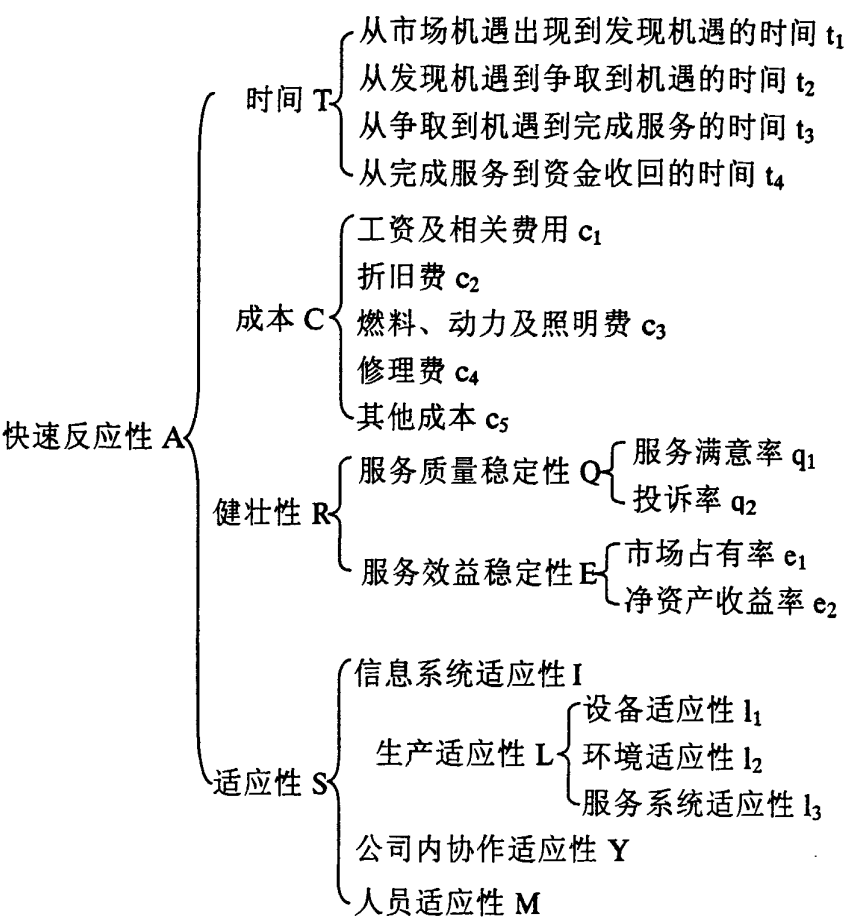 从市场机遇出现到发现机遇的时间 t₁
时间 T
从发现机遇到争取到机遇的时间 t₂
从争取到机遇到完成服务的时间 t₃
从完成服务到资金收回的时间 t₄
工资及相关费用 c₁
折旧费 c₂
成本 C
燃料、动力及照明费 c₃
修理费 c₄
其他成本 c₅
快速反应性 A
服务质量稳定性 Q
服务满意率 q₁
投诉率 q₂
健壮性 R
服务效益稳定性 E
市场占有率 e₁
净资产收益率 e₂
信息系统适应性 I
设备适应性 l₁
生产适应性 L
环境适应性 l₂
适应性 S
服务系统适应性 l₃
公司内协作适应性 Y
人员适应性 M